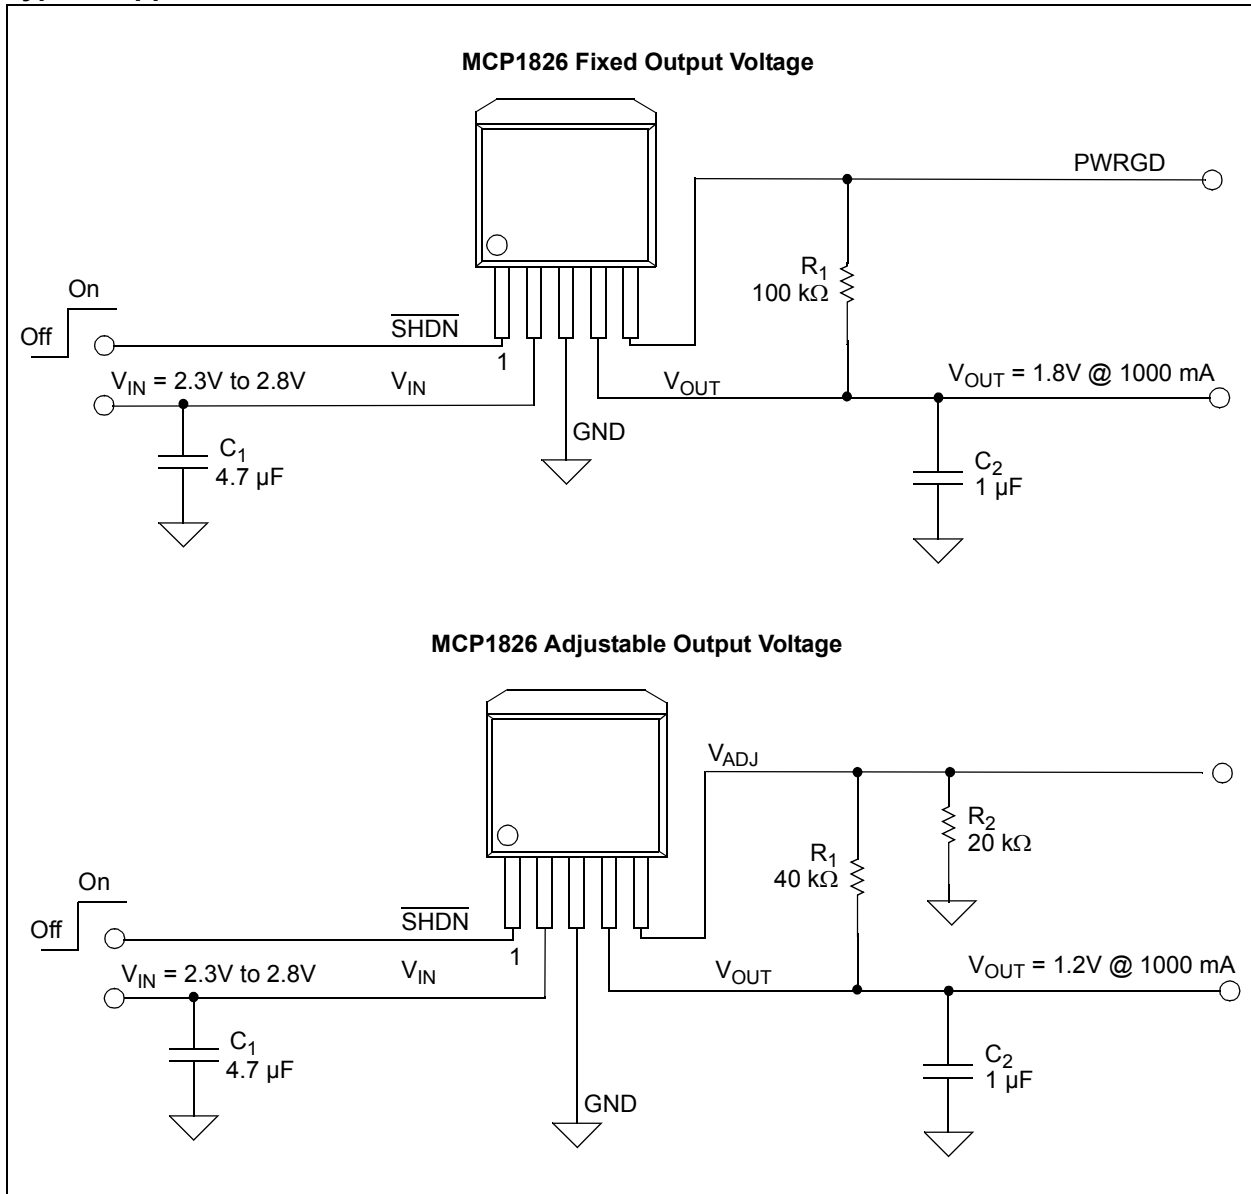 MCP1826 Fixed Output Voltage
PWRGD
R1
100 kΩ
On
Off
SHDN
1
VIN = 2.3V to 2.8V
VIN
VOUT
VOUT = 1.8V @ 1000 mA
GND
C1
4.7 µF
C2
1 µF
MCP1826 Adjustable Output Voltage
VADJ
R2
20 kΩ
R1
40 kΩ
On
Off
SHDN
1
VIN = 2.3V to 2.8V
VIN
VOUT
VOUT = 1.2V @ 1000 mA
C1
4.7 µF
C2
1 µF
GND